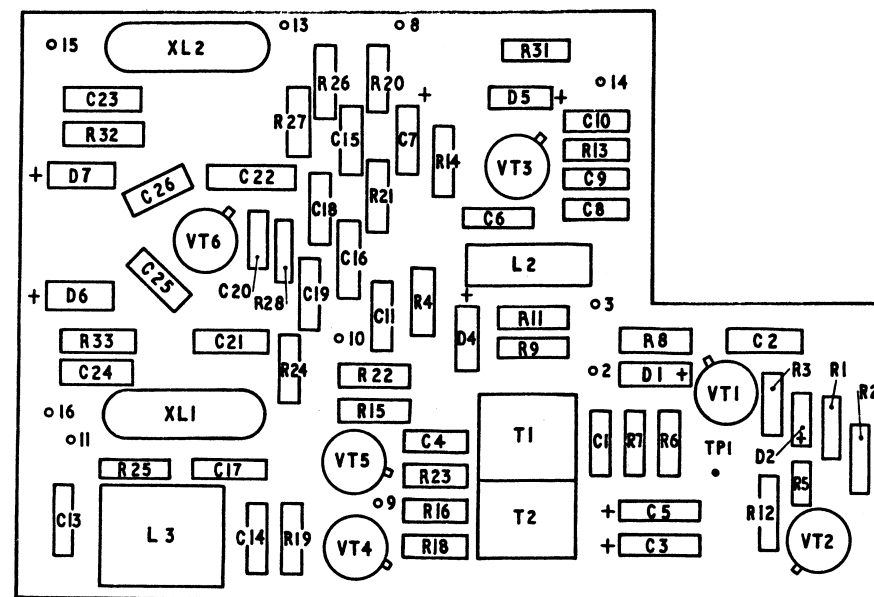 13
8
15
XL2
R31
R26
R20
14
C23
D5 +
+
R27
C10
C15
C7
R32
R14
R13
VT3
+ D7
C9
C22
C26
R21
C18
C8
C6
VT6
C16
L2
C25
C20
R28
C19
C11
R4
+
+ D6
3
R11
R33
C21
10
D4
R8
C2
R24
R9
C24
R22
2
D1 +
R3
R1
R2
VT1
16
XL1
R15
T1
C1
R7
R6
TP1
D2
+
11
C4
VT5
R25
C17
R23
R5
9
C13
L3
C14
R19
R16
T2
+ C5
R12
VT4
R18
+ C3
VT2